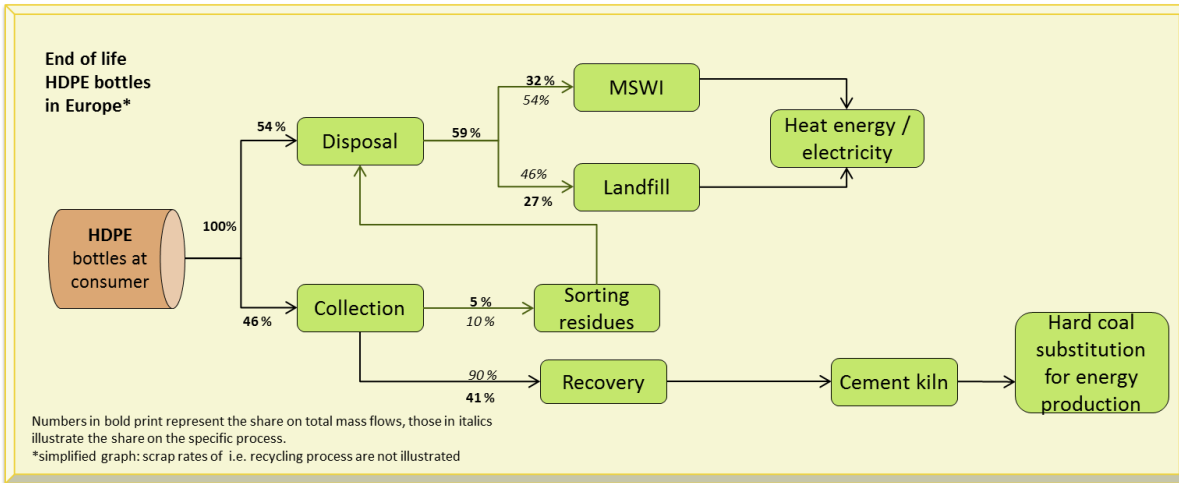 End of life
HDPE bottles
in Europe*
32 %
54%
MSWI
54 %
Disposal
59 %
Heat energy /
electricity
46%
27 %
Landfill
100%
HDPE
bottles at
consumer
46 %
Collection
5 %
10 %
Sorting
residues
90 %
41 %
Recovery
Cement kiln
Hard coal
substitution
for energy
production
Numbers in bold print represent the share on total mass flows, those in italics
illustrate the share on the specific process.
*simplified graph: scrap rates of i.e. recycling process are not illustrated